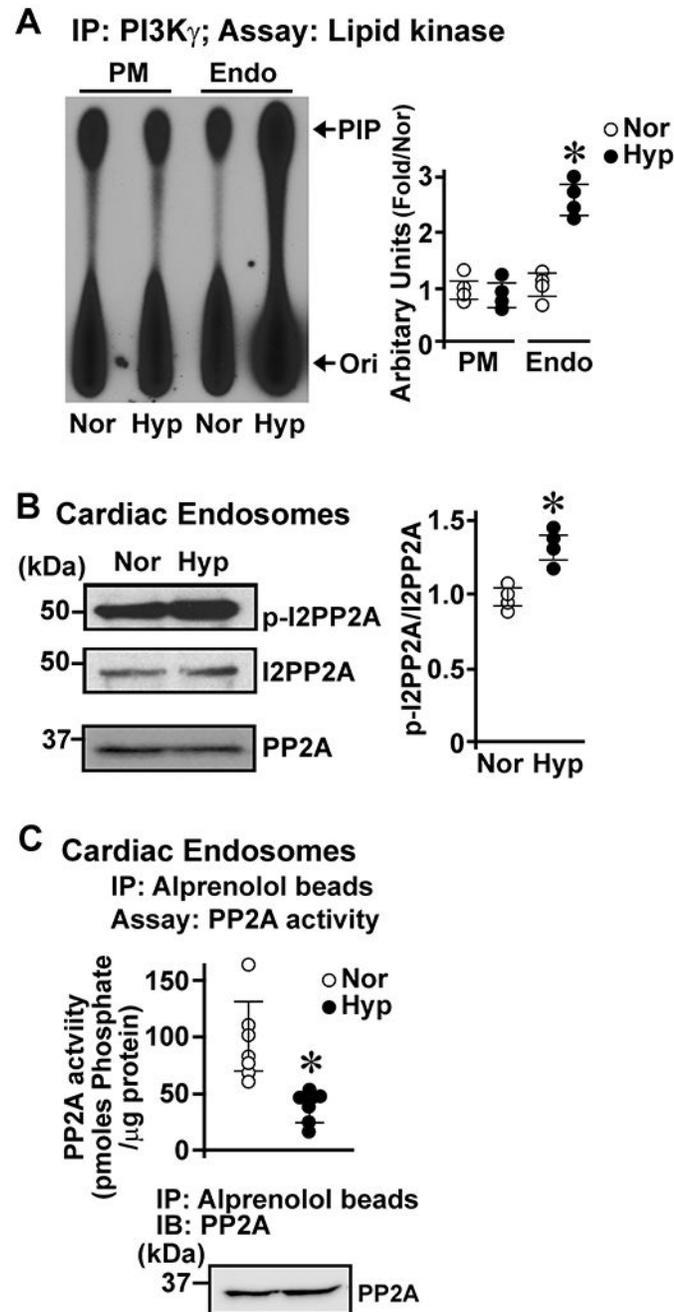 A IP: PI3Kγ; Assay: Lipid kinase
PM Endo
PIP
Ori
Nor Hyp Nor Hyp
Nor
Hyp
*
Arbitary Units (Fold/Nor)
3
2
1
0
PM Endo
B Cardiac Endosomes
(kDa) Nor Hyp
50 p-I2PP2A
50 I2PP2A
37 PP2A
p-I2PP2A/I2PP2A
*
1.5
1.0
0.5
0
Nor Hyp
C Cardiac Endosomes
IP: Alprenolol beads
Assay: PP2A activity
PP2A actviity
(pmoles Phosphate
/μg protein)
150
100
50
0
Nor
Hyp
*
IP: Alprenolol beads
IB: PP2A
(kDa)
37 PP2A